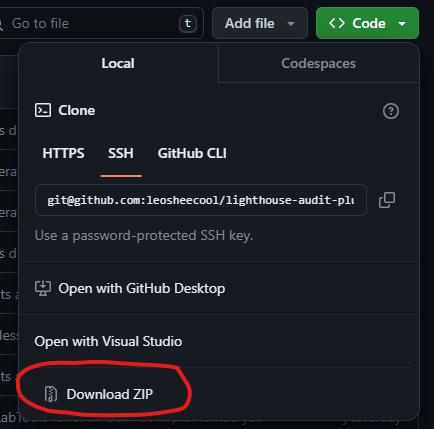 Go to file
t
Add file
<> Code
Local
Codespaces
Clone
HTTPS
SSH
GitHub CLI
git@github.com:leosheecool/lighthouse-audit-plu
Use a password-protected SSH key.
Open with GitHub Desktop
Open with Visual Studio
Download ZIP